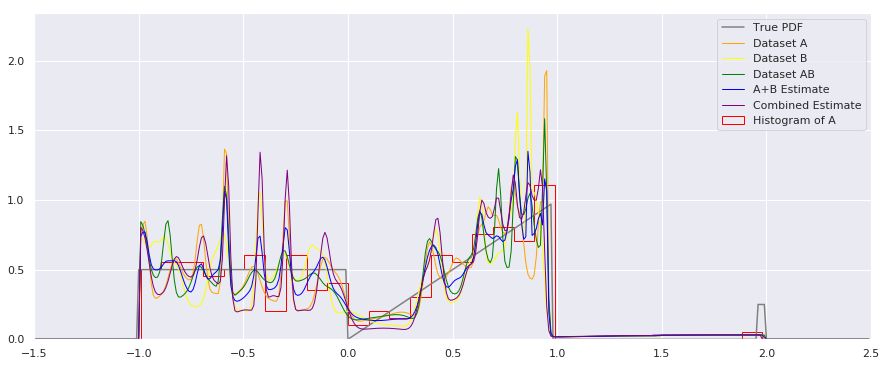 True PDF
Dataset A
Dataset B
Dataset AB
A+B Estimate
Combined Estimate
Histogram of A
2.0
1.5
1.0
0.5
0.0
−1.5 −1.0 −0.5 0.0 0.5 1.0 1.5 2.0 2.5